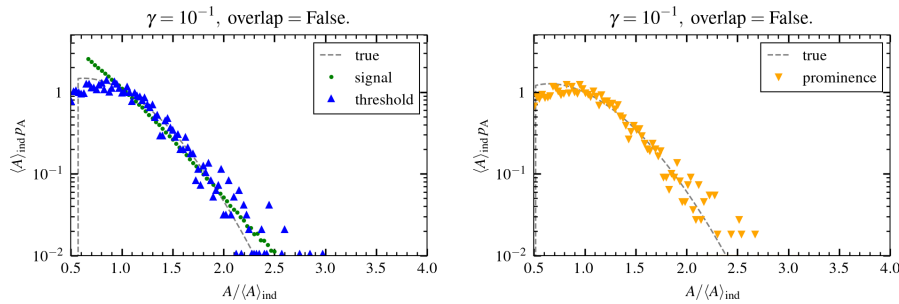 γ = 10⁻¹, overlap = False.
true
signal
threshold
1
10⁻¹
10⁻²
⟨A⟩ind pA
0.5 1.0 1.5 2.0 2.5 3.0 3.5 4.0
A/⟨A⟩ind
γ = 10⁻¹, overlap = False.
true
prominence
1
10⁻¹
10⁻²
⟨A⟩ind pA
0.5 1.0 1.5 2.0 2.5 3.0 3.5 4.0
A/⟨A⟩ind